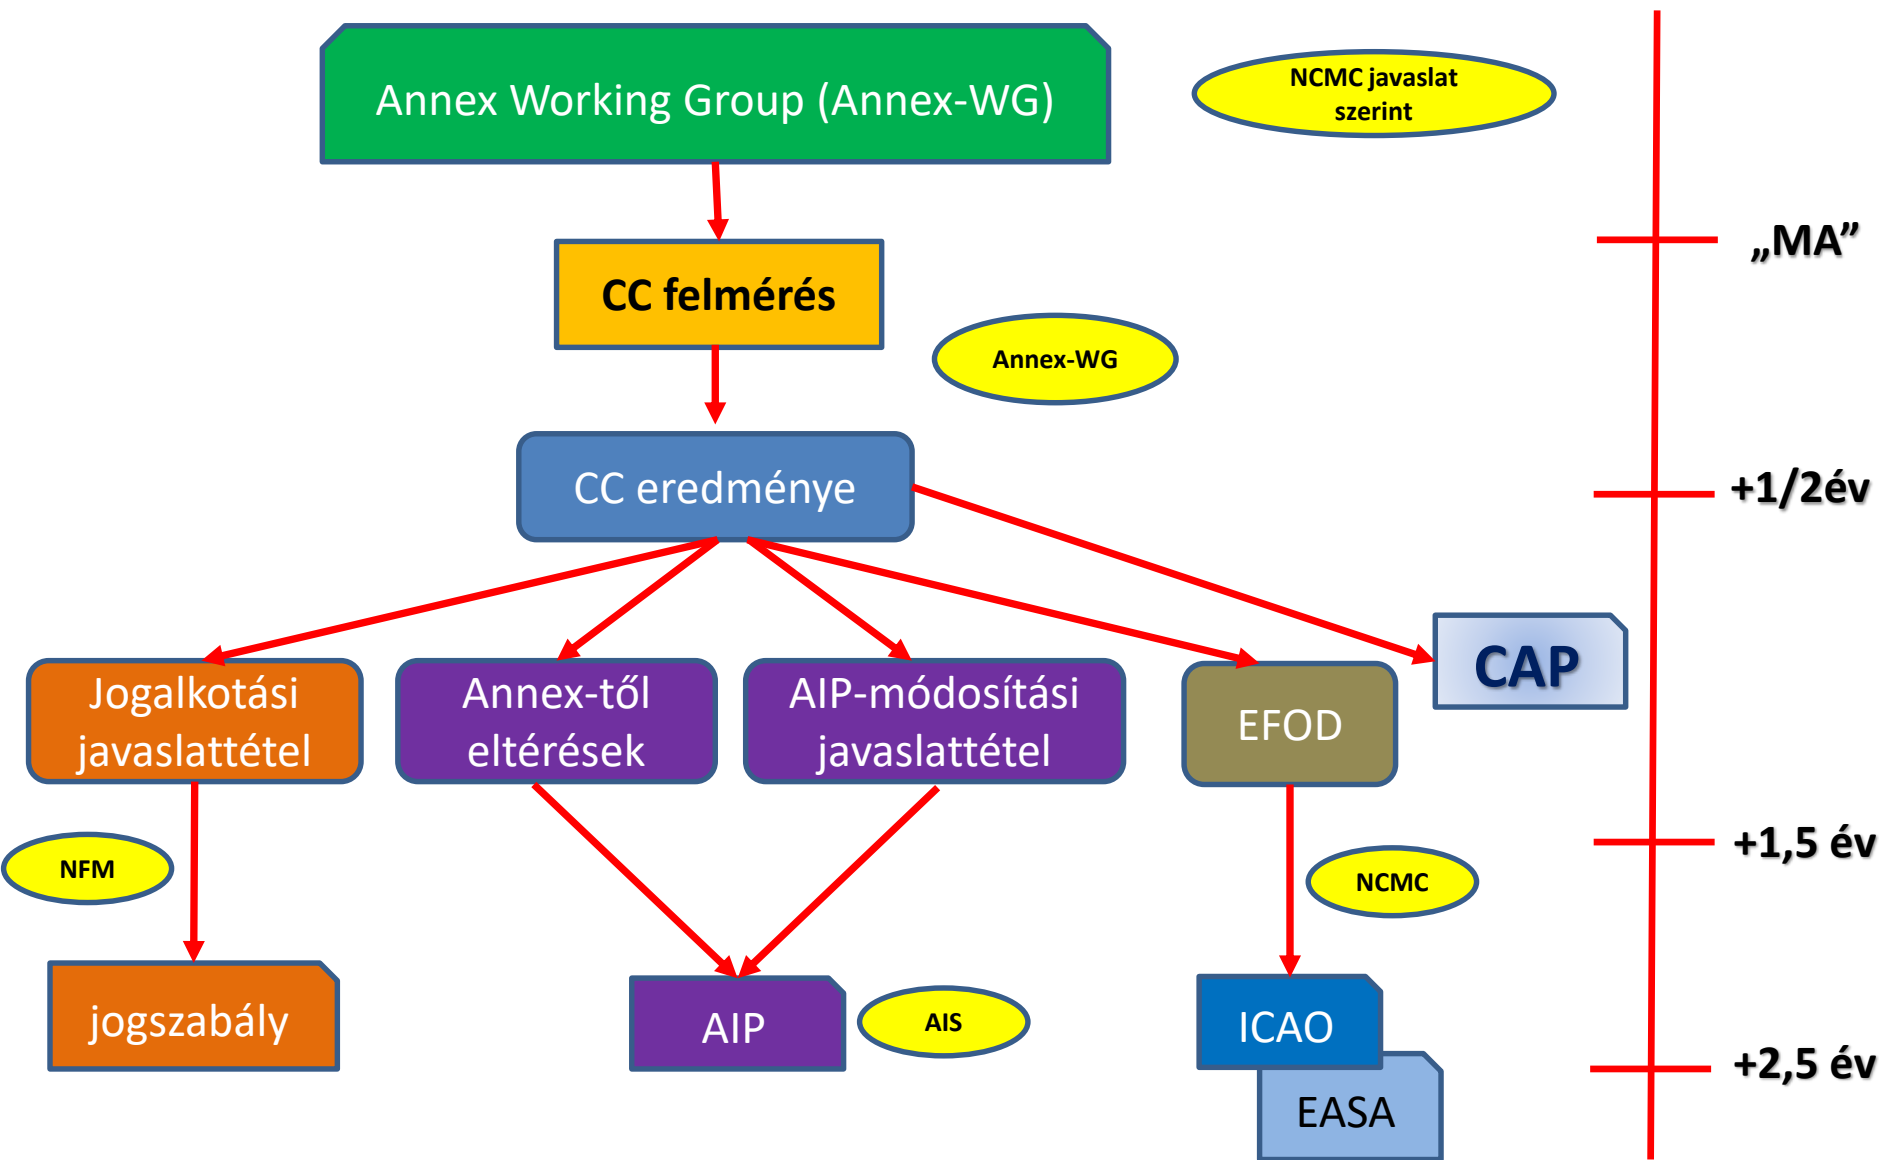 Annex Working Group (Annex-WG)
NCMC javaslat
szerint
„MA”
CC felmérés
Annex-WG
CC eredménye
+1/2év
Jogalkotási
javaslattétel
Annex-től
eltérések
AIP-módosítási
javaslattétel
EFOD
CAP
+1,5 év
NFM
NCMC
jogszabály
AIP
AIS
ICAO
EASA
+2,5 év